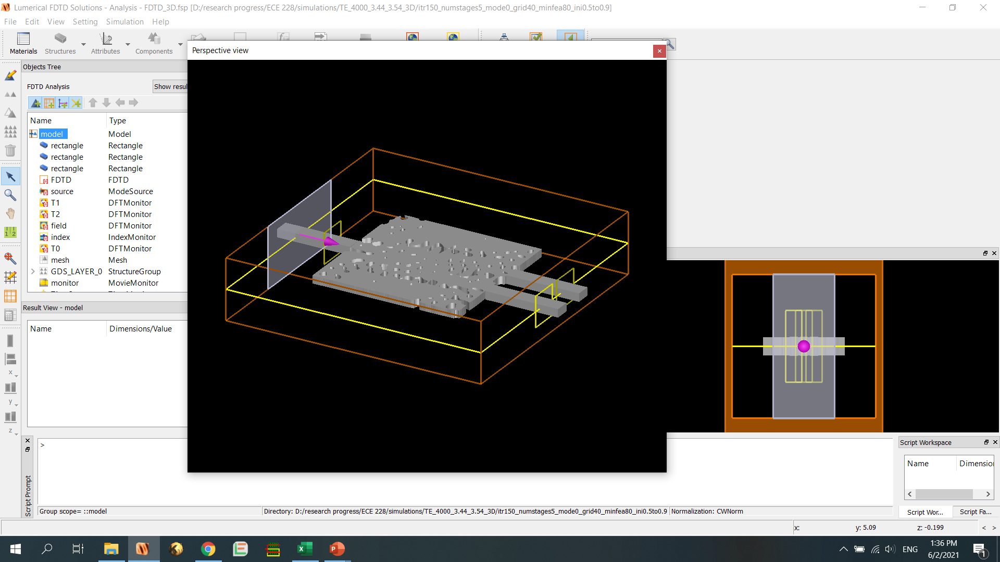 Lumerical FDTD Solutions - Analysis - FDTD_3D.fsp [D:/research progress/ECE 228/simulations/TE_4000_3.44_3.54_3D/itr150_numstages5_mode0_grid40_minfea80_ini0.5to0.9]
File Edit View Setting Simulation Help
Materials Structures Attributes Components
Perspective view
Objects Tree
FDTD Analysis
Show resul
Name Type
model Model
rectangle Rectangle
rectangle Rectangle
rectangle Rectangle
FDTD FDTD
source ModeSource
T1 DFTMonitor
T2 DFTMonitor
field DFTMonitor
index IndexMonitor
T0 DFTMonitor
mesh Mesh
GDS_LAYER_0 StructureGroup
monitor MovieMonitor
Result View - model
Name Dimensions/Value
x
y
z
>
Script Prompt
Script Workspace
Name Dimensio
Group scope= ::model
Directory: D:/research progress/ECE 228/simulations/TE_4000_3.44_3.54_3D/itr150_numstages5_mode0_grid40_minfea80_ini0.5to0.9
Normalization: CWNorm
Script Wor... Script Fa...
x: y: 5.09 z: -0.199
ENG
1:36 PM
6/2/2021
1